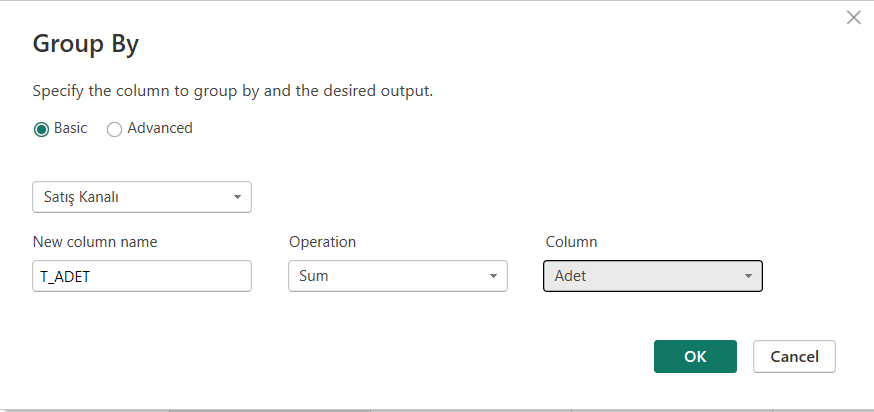 Group By
Specify the column to group by and the desired output.
Basic Advanced
Satış Kanalı
New column name Operation Column
T_ADET Sum Adet
OK Cancel